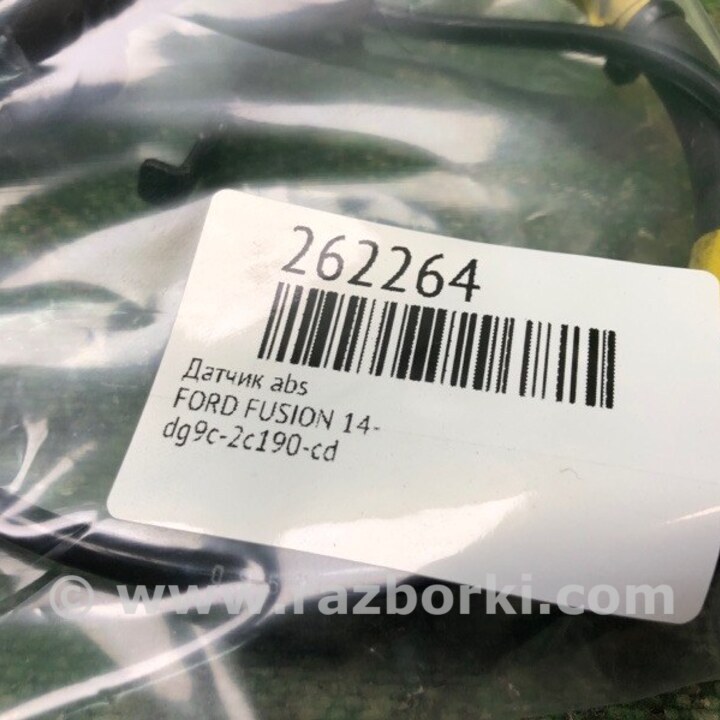 262264
Датчик abs
FORD FUSION 14-
dg9c-2c190-cd
© www.razborki.com